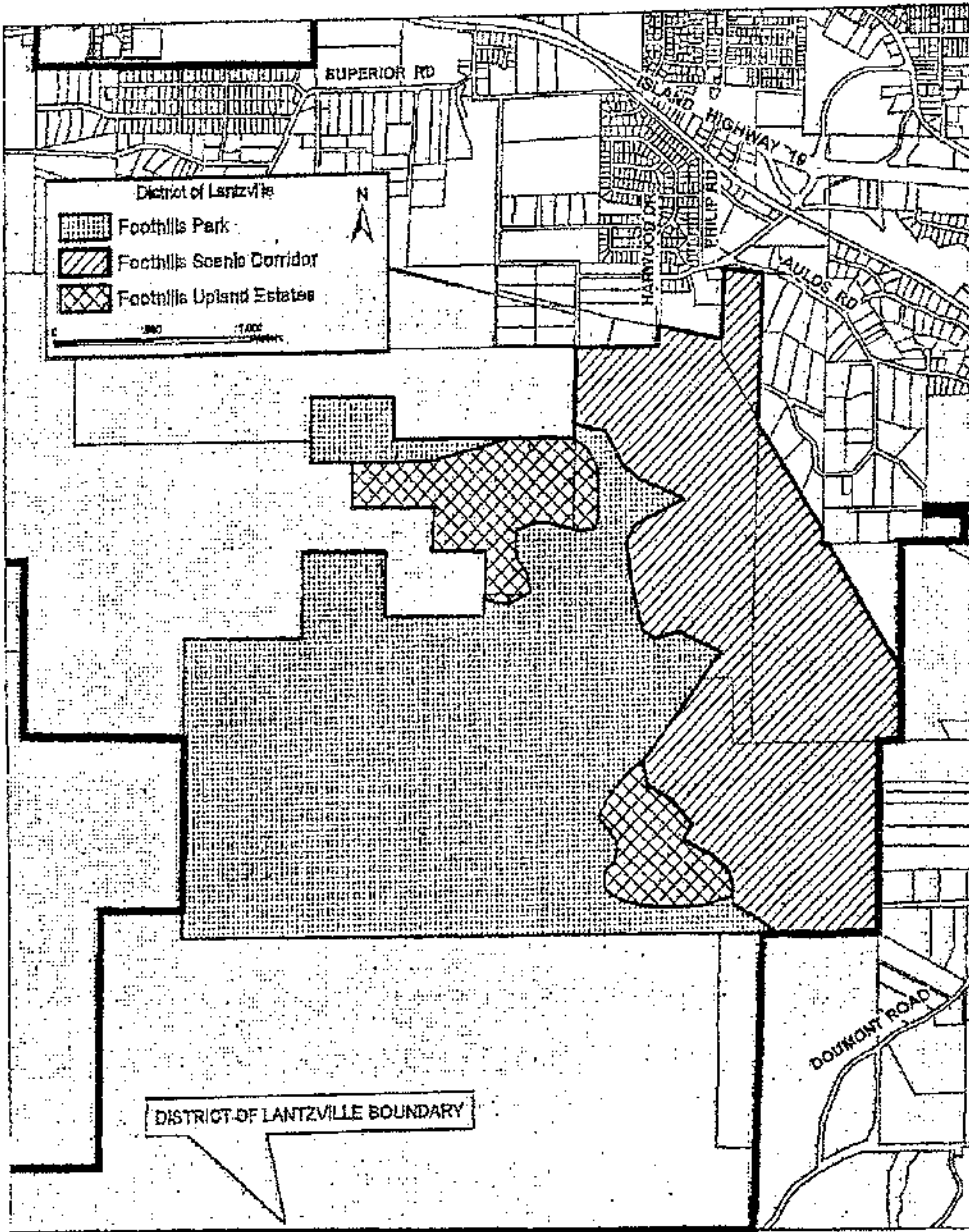 SUPERIOR RD
ISLAND HIGHWAY 19
District of Lantzville
N
Foothills Park
Foothills Scenic Corridor
Foothills Upland Estates
HARWOOD DR
PHILIP RD
AULDS RD
DOUMONT ROAD
DISTRICT OF LANTZVILLE BOUNDARY